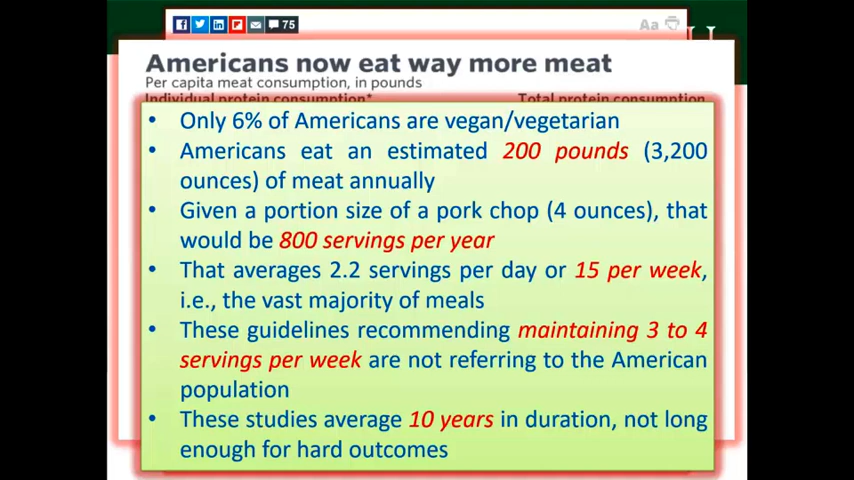 75
Aa
Americans now eat way more meat
Per capita meat consumption, in pounds
Individual protein consumption* Total protein consumption
• Only 6% of Americans are vegan/vegetarian
• Americans eat an estimated 200 pounds (3,200
ounces) of meat annually
• Given a portion size of a pork chop (4 ounces), that
would be 800 servings per year
• That averages 2.2 servings per day or 15 per week,
i.e., the vast majority of meals
• These guidelines recommending maintaining 3 to 4
servings per week are not referring to the American
population
• These studies average 10 years in duration, not long
enough for hard outcomes